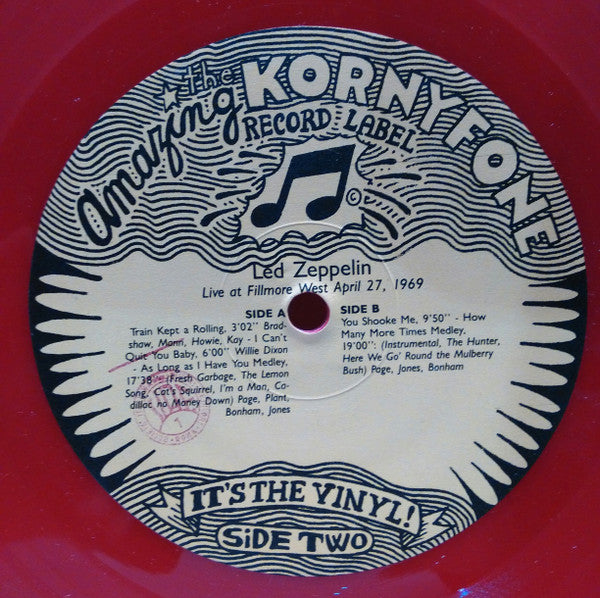 the
Amazing KORNYFONE
RECORD LABEL
©
Led Zeppelin
Live at Fillmore West April 27, 1969
SIDE A
Train Kept a Rolling, 3'02" Brad-
shaw, Mann, Howie, Kay - I Can't
Quit You Baby, 6'00" Willie Dixon
- As Long as I Have You Medley,
17'38" (Fresh Garbage, The Lemon
Song, Cat's Squirrel, I'm a Man, Ca-
dillac no Money Down) Page, Plant,
Bonham, Jones
SIDE B
You Shooke Me, 9'50" - How
Many More Times Medley,
19'00": (Instrumental, The Hunter,
Here We Go' Round the Mulberry
Bush) Page, Jones, Bonham
IT'S THE VINYL!
SiDE TWO